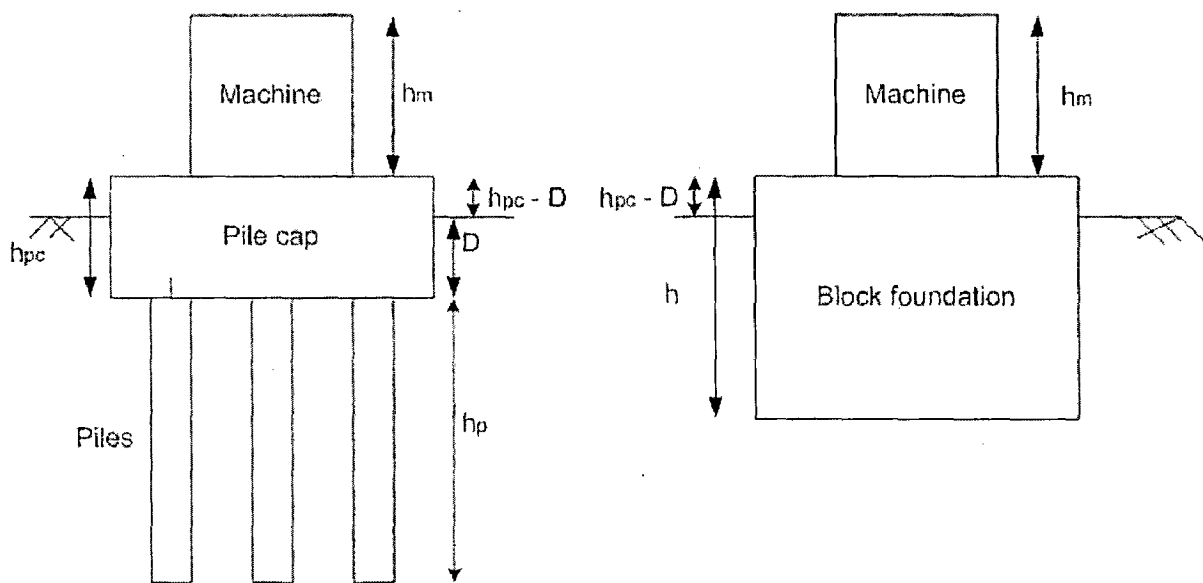 Machine
hm
hpc - D
D
Pile cap
hpc
Piles
hp
Machine
hm
hpc - D
h
Block foundation